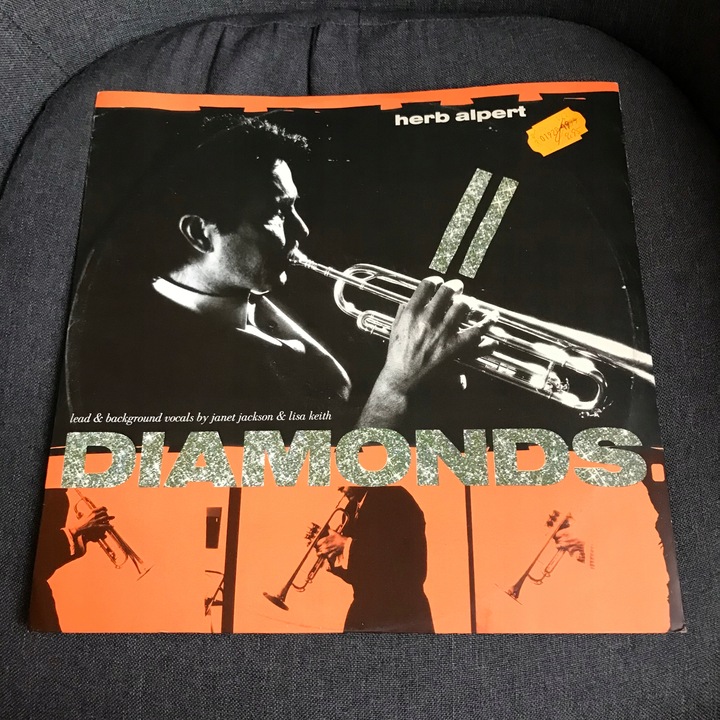 herb alpert
"
lead & background vocals by janet jackson & lisa keith
DIAMONDS